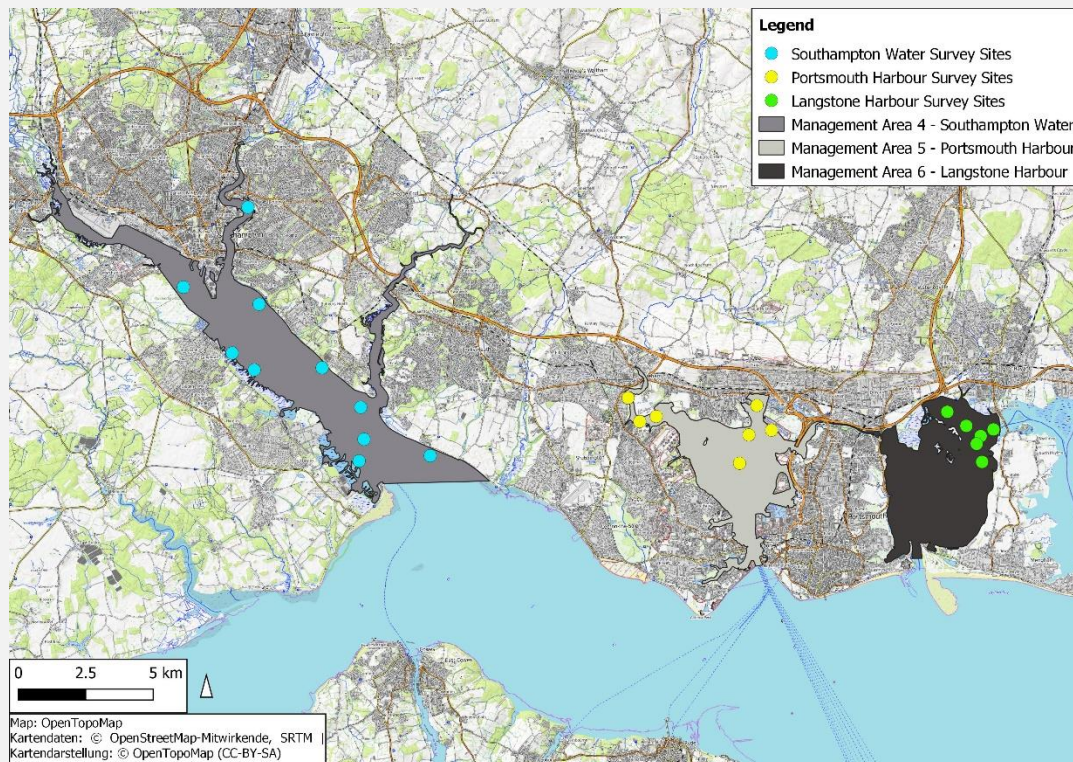 Legend
Southampton Water Survey Sites
Portsmouth Harbour Survey Sites
Langstone Harbour Survey Sites
Management Area 4 - Southampton Water
Management Area 5 - Portsmouth Harbour
Management Area 6 - Langstone Harbour
0 2.5 5 km
Map: OpenTopoMap
Kartendaten: © OpenStreetMap-Mitwirkende, SRTM |
Kartendarstellung: © OpenTopoMap (CC-BY-SA)